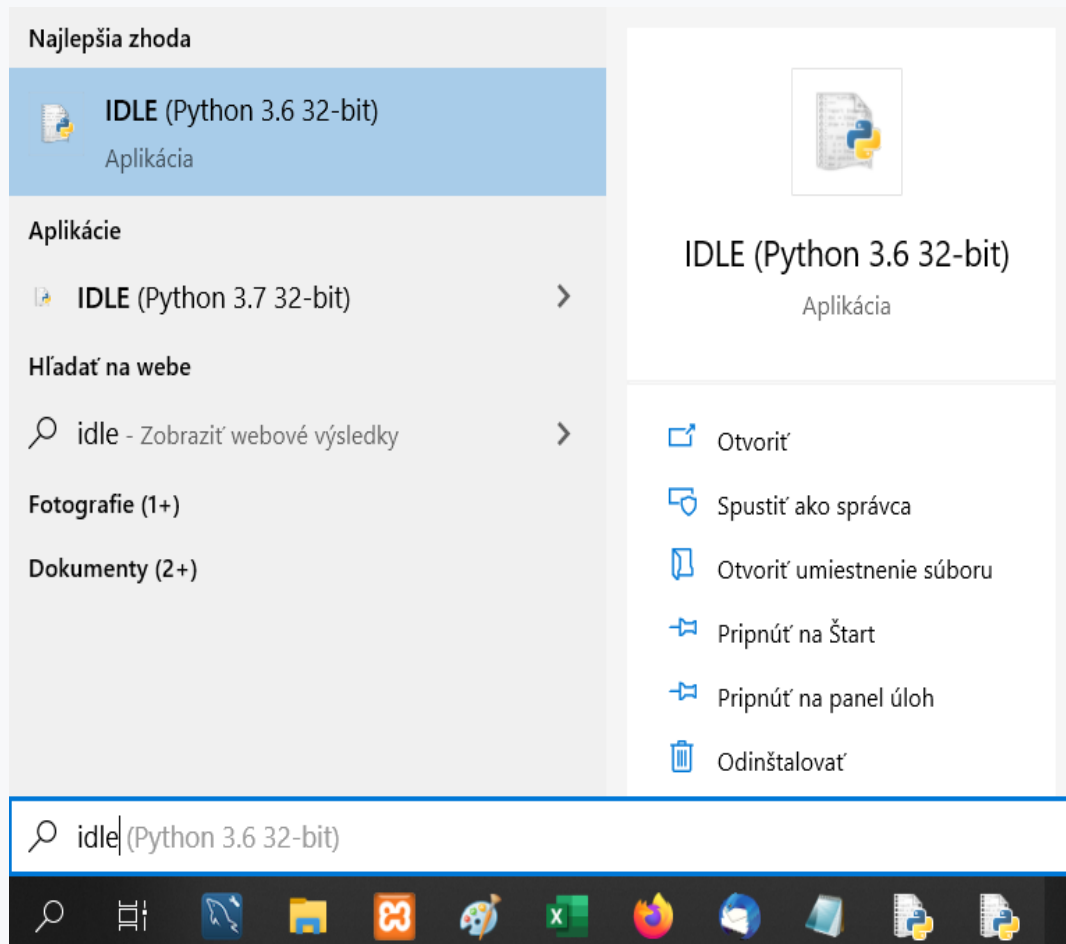 Najlepšia zhoda
IDLE (Python 3.6 32-bit)
Aplikácia
Aplikácie
IDLE (Python 3.7 32-bit)
Hľadať na webe
idle - Zobraziť webové výsledky
Fotografie (1+)
Dokumenty (2+)
IDLE (Python 3.6 32-bit)
Aplikácia
Otvoriť
Spustiť ako správca
Otvoriť umiestnenie súboru
Pripnúť na Štart
Pripnúť na panel úloh
Odinštalovať
idle (Python 3.6 32-bit)